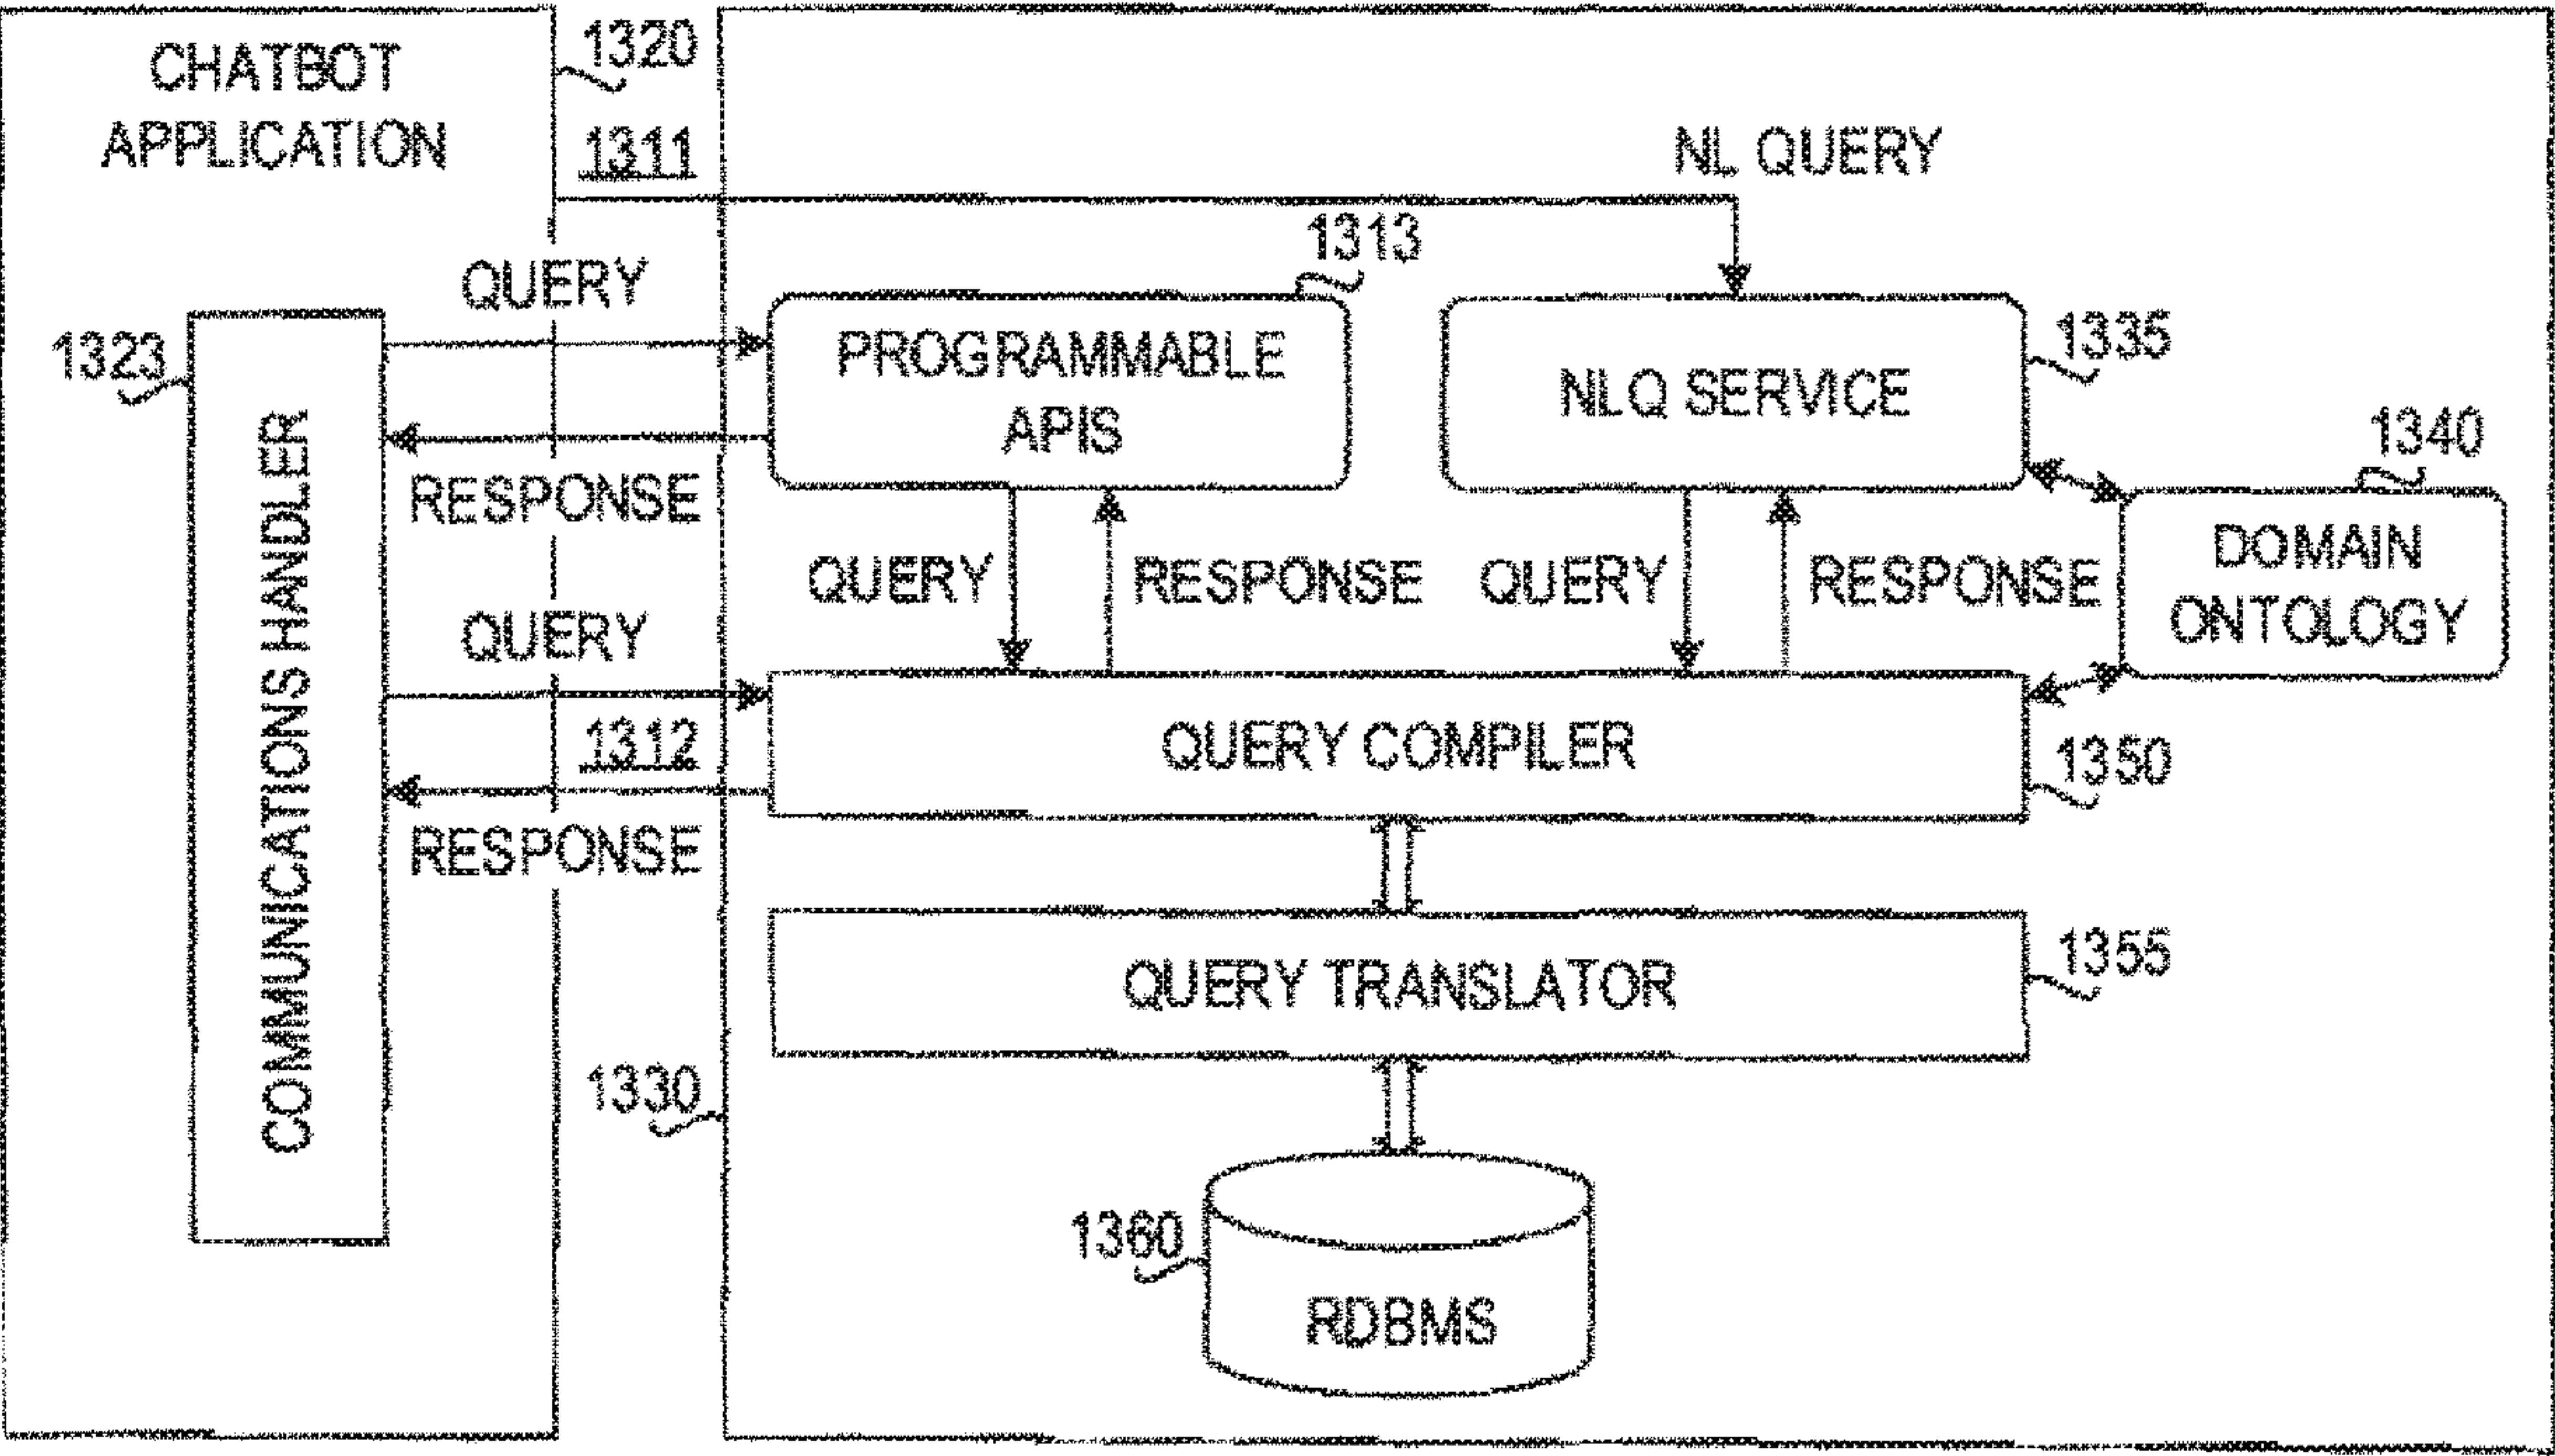 CHATBOT
APPLICATION
1320
1311
NL QUERY
1313
QUERY
1323
PROGRAMMABLE
APIS
NLQ SERVICE
1335
1340
RESPONSE
COMMUNICATIONS HANDLER
QUERY
RESPONSE
QUERY
RESPONSE
DOMAIN
ONTOLOGY
QUERY
1312
QUERY COMPILER
1350
RESPONSE
QUERY TRANSLATOR
1355
1330
1360
RDBMS